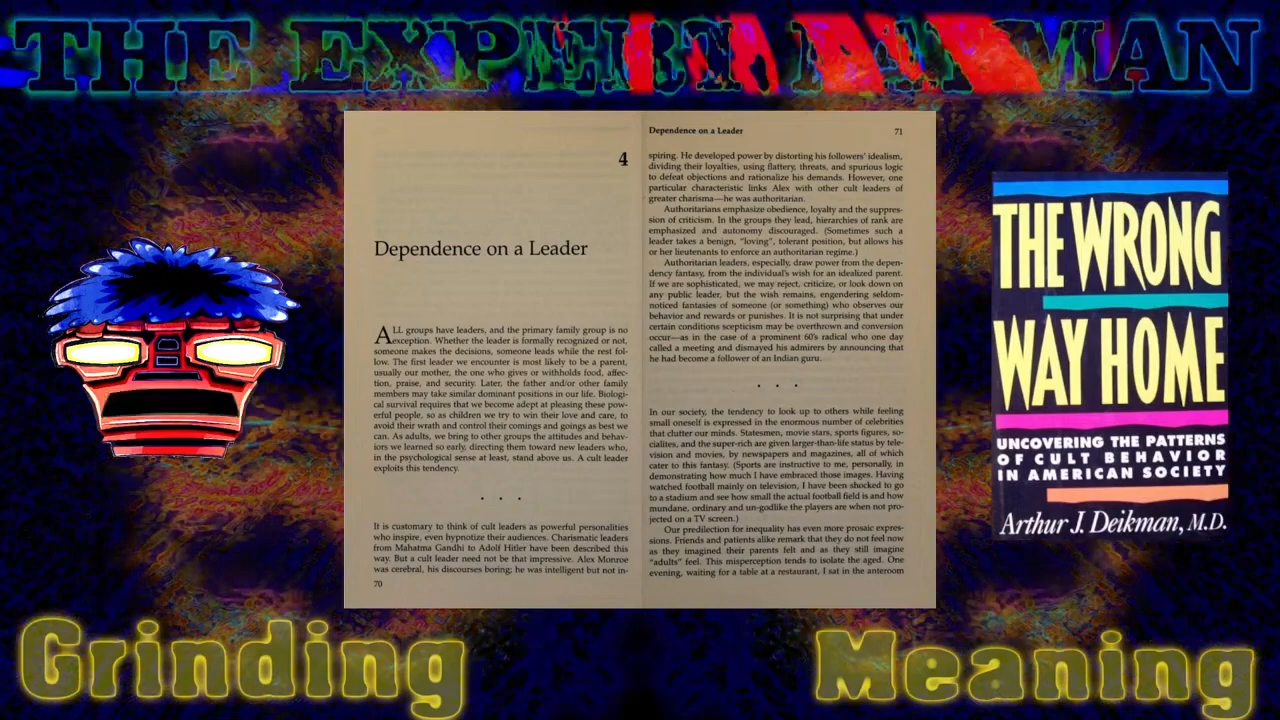 THE EXPERT LAYMAN
4
Dependence on a Leader
ALL groups have leaders, and the primary family group is no
exception. Whether the leader is formally recognized or not,
someone makes the decisions, someone leads while the rest fol-
low. The first leader we encounter is most likely to be a parent,
usually our mother, the one who gives or withholds food, affec-
tion, praise, and security. Later, the father and/or other family
members may take similar dominant positions in our life. Biologi-
cal survival requires that we become adept at pleasing these pow-
erful people, so as children we try to win their love and care, to
avoid their wrath and control their comings and goings as best we
can. As adults, we bring to other groups the attitudes and behav-
iors we learned so early, directing them toward new leaders who,
in the psychological sense at least, stand above us. A cult leader
exploits this tendency.
. . .
It is customary to think of cult leaders as powerful personalities
who inspire, even hypnotize their audiences. Charismatic leaders
from Mahatma Gandhi to Adolf Hitler have been described this
way. But a cult leader need not be that impressive. Alex Monroe
was cerebral, his discourses boring; he was intelligent but not in-
70
Dependence on a Leader 71
spiring. He developed power by distorting his followers' idealism,
dividing their loyalties, using flattery, threats, and spurious logic
to defeat objections and rationalize his demands. However, one
particular characteristic links Alex with other cult leaders of
greater charisma—he was authoritarian.
Authoritarians emphasize obedience, loyalty and the suppres-
sion of criticism. In the groups they lead, hierarchies of rank are
emphasized and autonomy discouraged. (Sometimes such a
leader takes a benign, "loving", tolerant position, but allows his
or her lieutenants to enforce an authoritarian regime.)
Authoritarian leaders, especially, draw power from the depen-
dency fantasy, from the individual's wish for an idealized parent.
If we are sophisticated, we may reject, criticize, or look down on
any public leader, but the wish remains, engendering seldom-
noticed fantasies of someone (or something) who observes our
behavior and rewards or punishes. It is not surprising that under
certain conditions scepticism may be overthrown and conversion
occur—as in the case of a prominent 60's radical who one day
called a meeting and dismayed his admirers by announcing that
he had become a follower of an Indian guru.
. . .
In our society, the tendency to look up to others while feeling
small oneself is expressed in the enormous number of celebrities
that clutter our minds. Statesmen, movie stars, sports figures, so-
cialites, and the super-rich are given larger-than-life status by tele-
vision and movies, by newspapers and magazines, all of which
cater to this fantasy. (Sports are instructive to me, personally, in
demonstrating how much I have embraced those images. Having
watched football mainly on television, I have been shocked to go
to a stadium and see how small the actual football field is and how
mundane, ordinary and un-godlike the players are when not pro-
jected on a TV screen.)
Our predilection for inequality has even more prosaic expres-
sions. Friends and patients alike remark that they do not feel now
as they imagined their parents felt and as they still imagine
"adults" feel. This misperception tends to isolate the aged. One
evening, waiting for a table at a restaurant, I sat in the anteroom
THE WRONG
WAY HOME
UNCOVERING THE PATTERNS
OF CULT BEHAVIOR
IN AMERICAN SOCIETY
Arthur J. Deikman, M.D.
Grinding Meaning